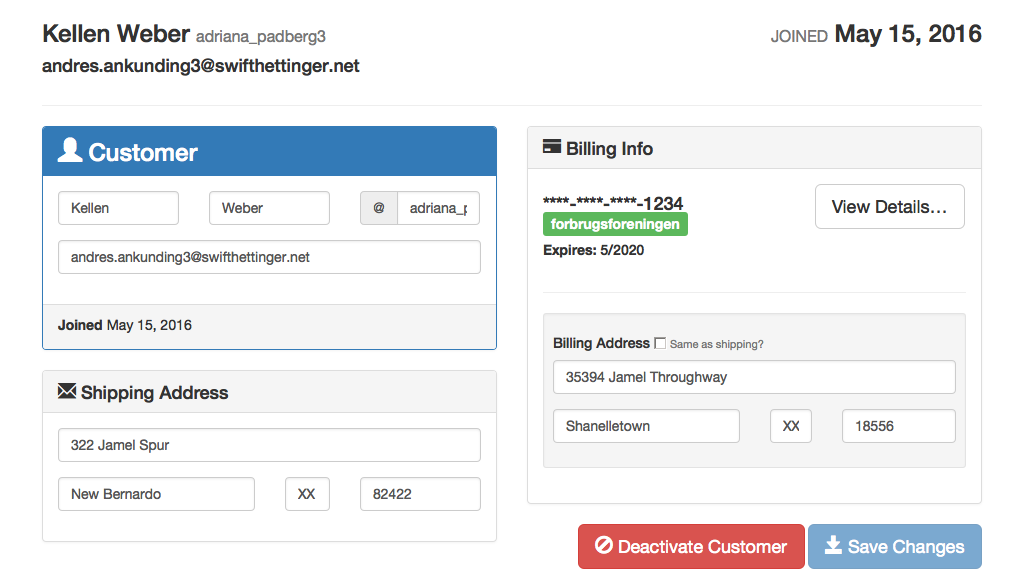 Kellen Weber adriana_padberg3
JOINED May 15, 2016
andres.ankunding3@swifthettinger.net
Customer
Kellen
Weber
@ adriana_p
andres.ankunding3@swifthettinger.net
Joined May 15, 2016
Shipping Address
322 Jamel Spur
New Bernardo
XX
82422
Billing Info
****-****-****-1234
forbrugsforeningen
Expires: 5/2020
View Details...
Billing Address Same as shipping?
35394 Jamel Throughway
Shanelletown
XX
18556
Deactivate Customer
Save Changes